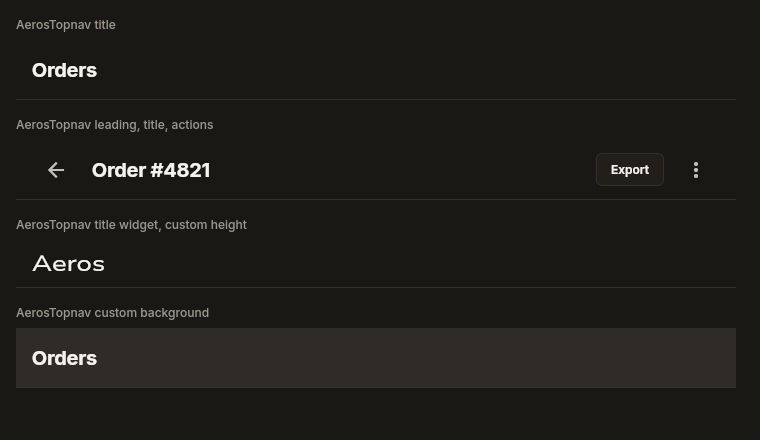 AerosTopnav title
Orders
AerosTopnav leading, title, actions
Order #4821
Export
AerosTopnav title widget, custom height
Aeros
AerosTopnav custom background
Orders